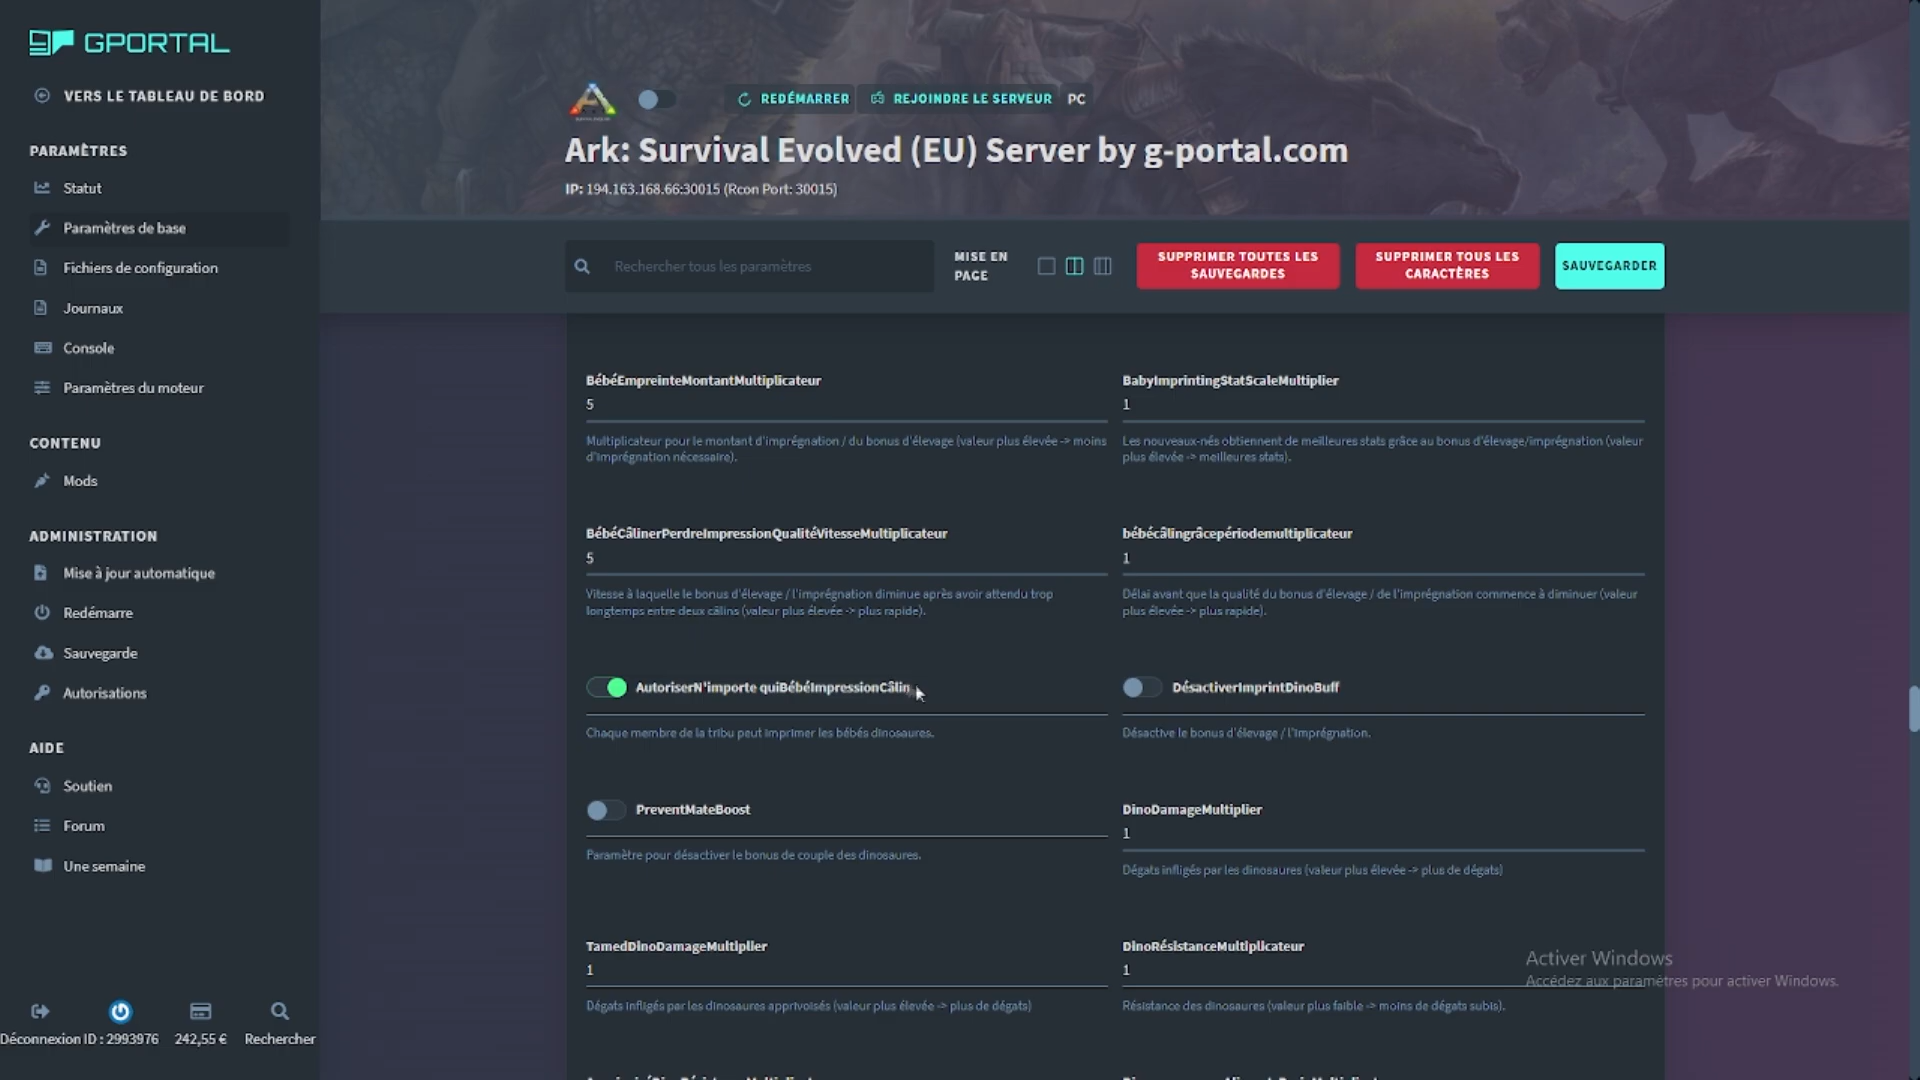 GPORTAL
VERS LE TABLEAU DE BORD
PARAMÈTRES
Statut
Paramètres de base
Fichiers de configuration
Journaux
Console
Paramètres du moteur
CONTENU
Mods
ADMINISTRATION
Mise à jour automatique
Redémarre
Sauvegarde
Autorisations
AIDE
Soutien
Forum
Une semaine
Déconnexion ID : 2993976 242,55 € Rechercher
REDÉMARRER REJOINDRE LE SERVEUR PC
Ark: Survival Evolved (EU) Server by g-portal.com
IP: 194.163.168.66:30015 (Rcon Port: 30015)
Rechercher tous les paramètres
MISE EN
PAGE
SUPPRIMER TOUTES LES
SAUVEGARDES
SUPPRIMER TOUS LES
CARACTÈRES
SAUVEGARDER
BébéEmpreinteMontantMultiplicateur
5
Multiplicateur pour le montant d'imprégnation / du bonus d'élevage (valeur plus élevée -> moins
d'imprégnation nécessaire).
BabyImprintingStatScaleMultiplier
1
Les nouveaux-nés obtiennent de meilleures stats grâce au bonus d'élevage/imprégnation (valeur
plus élevée -> meilleures stats).
BébéCâlinerPerdreImpressionQualitéVitesseMultiplicateur
5
Vitesse à laquelle le bonus d'élevage / l'imprégnation diminue après avoir attendu trop
longtemps entre deux câlins (valeur plus élevée -> plus rapide).
bébécâlingrâcepériodemultiplicateur
1
Délai avant que la qualité du bonus d'élevage / de l'imprégnation commence à diminuer (valeur
plus élevée -> plus rapide).
AutoriserN'importe quiBébéImpressionCâlin
Chaque membre de la tribu peut imprimer les bébés dinosaures.
DésactiverImprintDinoBuff
Désactive le bonus d'élevage / l'imprégnation.
PreventMateBoost
Paramètre pour désactiver le bonus de couple des dinosaures.
DinoDamageMultiplier
1
Dégats infligés par les dinosaures (valeur plus élevée -> plus de dégats)
TamedDinoDamageMultiplier
1
Dégats infligés par les dinosaures apprivoisés (valeur plus élevée -> plus de dégats)
DinoRésistanceMultiplicateur
1
Résistance des dinosaures (valeur plus faible -> moins de dégats subis).
Activer Windows
Accédez aux paramètres pour activer Windows.